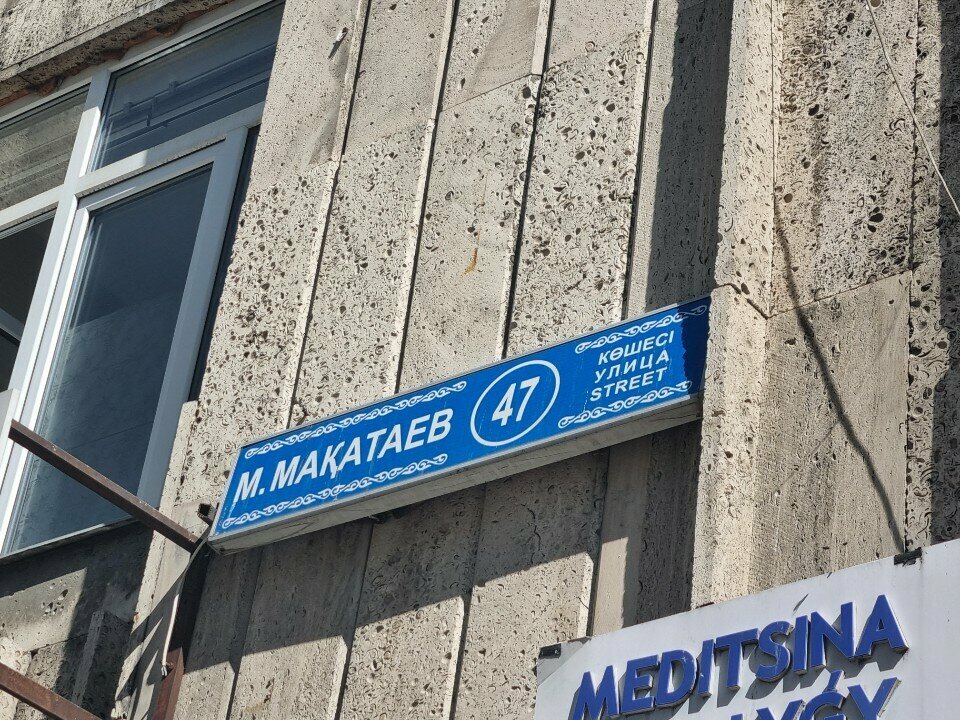 М. МАҚАТАЕВ
47
КӨШЕСІ
УЛИЦА
STREET
MEDITSINA